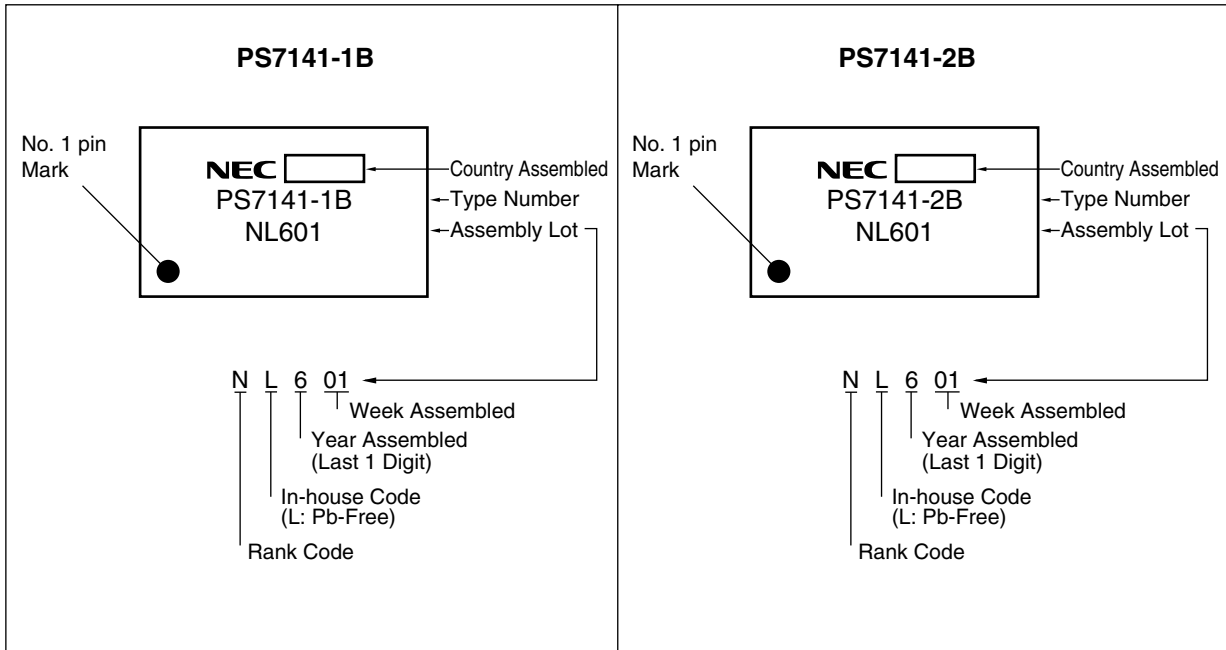 PS7141-1B
No. 1 pin
Mark
NEC
Country Assembled
PS7141-1B
Type Number
NL601
Assembly Lot
N L 6 01
Week Assembled
Year Assembled
(Last 1 Digit)
In-house Code
(L: Pb-Free)
Rank Code
PS7141-2B
No. 1 pin
Mark
NEC
Country Assembled
PS7141-2B
Type Number
NL601
Assembly Lot
N L 6 01
Week Assembled
Year Assembled
(Last 1 Digit)
In-house Code
(L: Pb-Free)
Rank Code